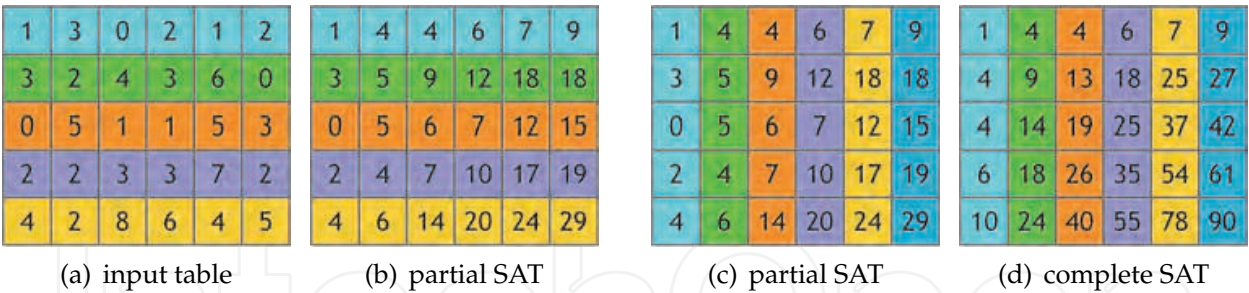 1 3 0 2 1 2
3 2 4 3 6 0
0 5 1 1 5 3
2 2 3 3 7 2
4 2 8 6 4 5
(a) input table
1 4 4 6 7 9
3 5 9 12 18 18
0 5 6 7 12 15
2 4 7 10 17 19
4 6 14 20 24 29
(b) partial SAT
1 4 4 6 7 9
3 5 9 12 18 18
0 5 6 7 12 15
2 4 7 10 17 19
4 6 14 20 24 29
(c) partial SAT
1 4 4 6 7 9
4 9 13 18 25 27
4 14 19 25 37 42
6 18 26 35 54 61
10 24 40 55 78 90
(d) complete SAT